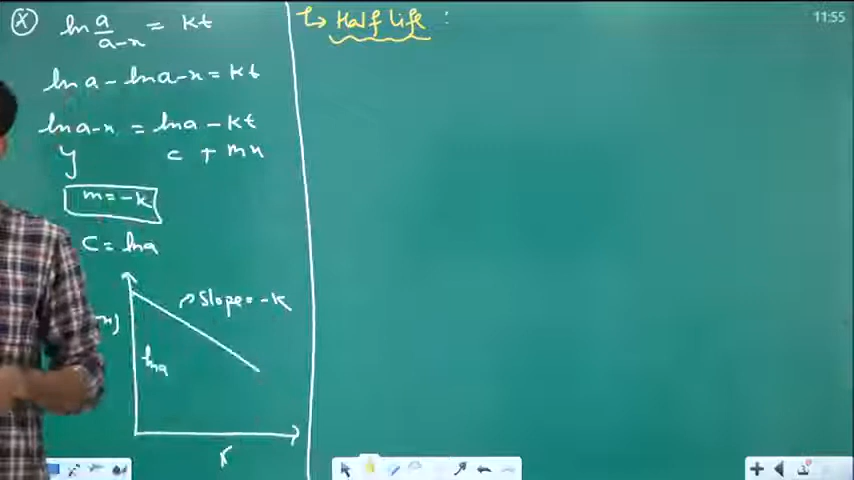 (X) ln a/a-x = kt
ln a - ln a-x = kt
ln a-x = ln a - kt
y c + mx
m = -k
C = ln a
Slope = -k
x)
ln a
t
↳ Half Life :
11:55